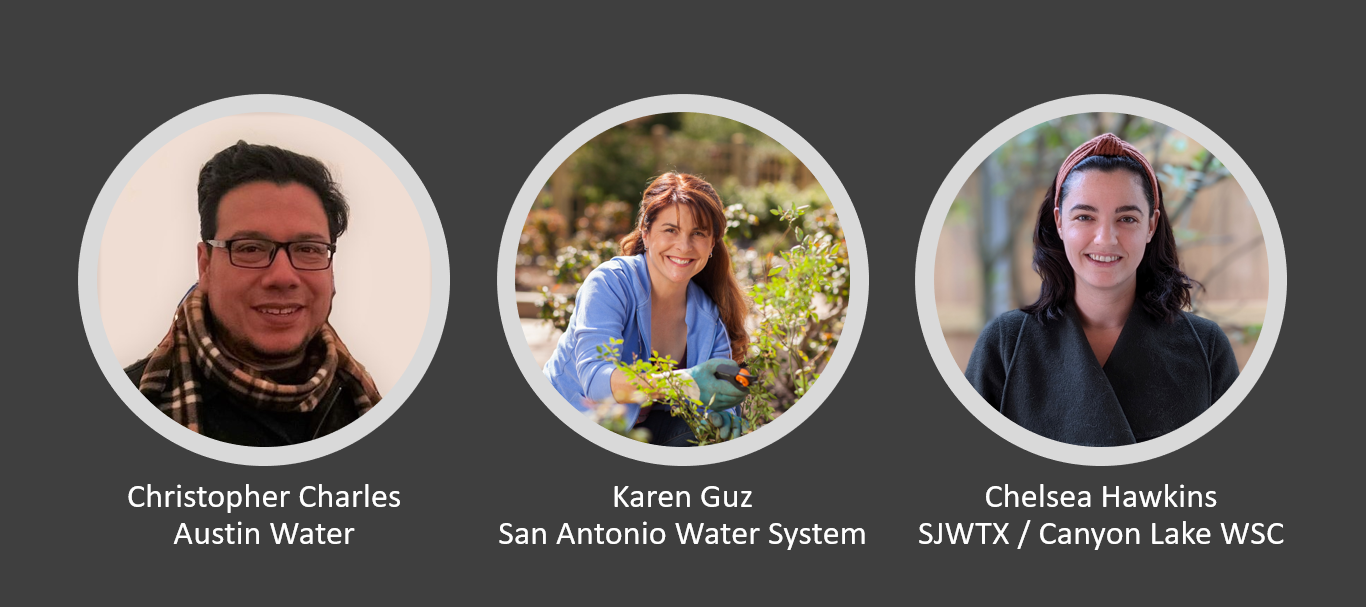 Christopher Charles
Austin Water
Karen Guz
San Antonio Water System
Chelsea Hawkins
SJWTX / Canyon Lake WSC